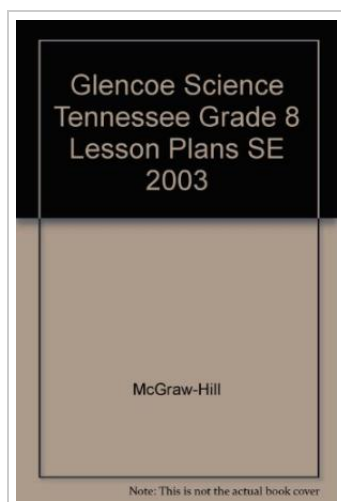 Glencoe Science
Tennessee Grade 8
Lesson Plans SE
2003
McGraw-Hill
Note: This is not the actual book cover